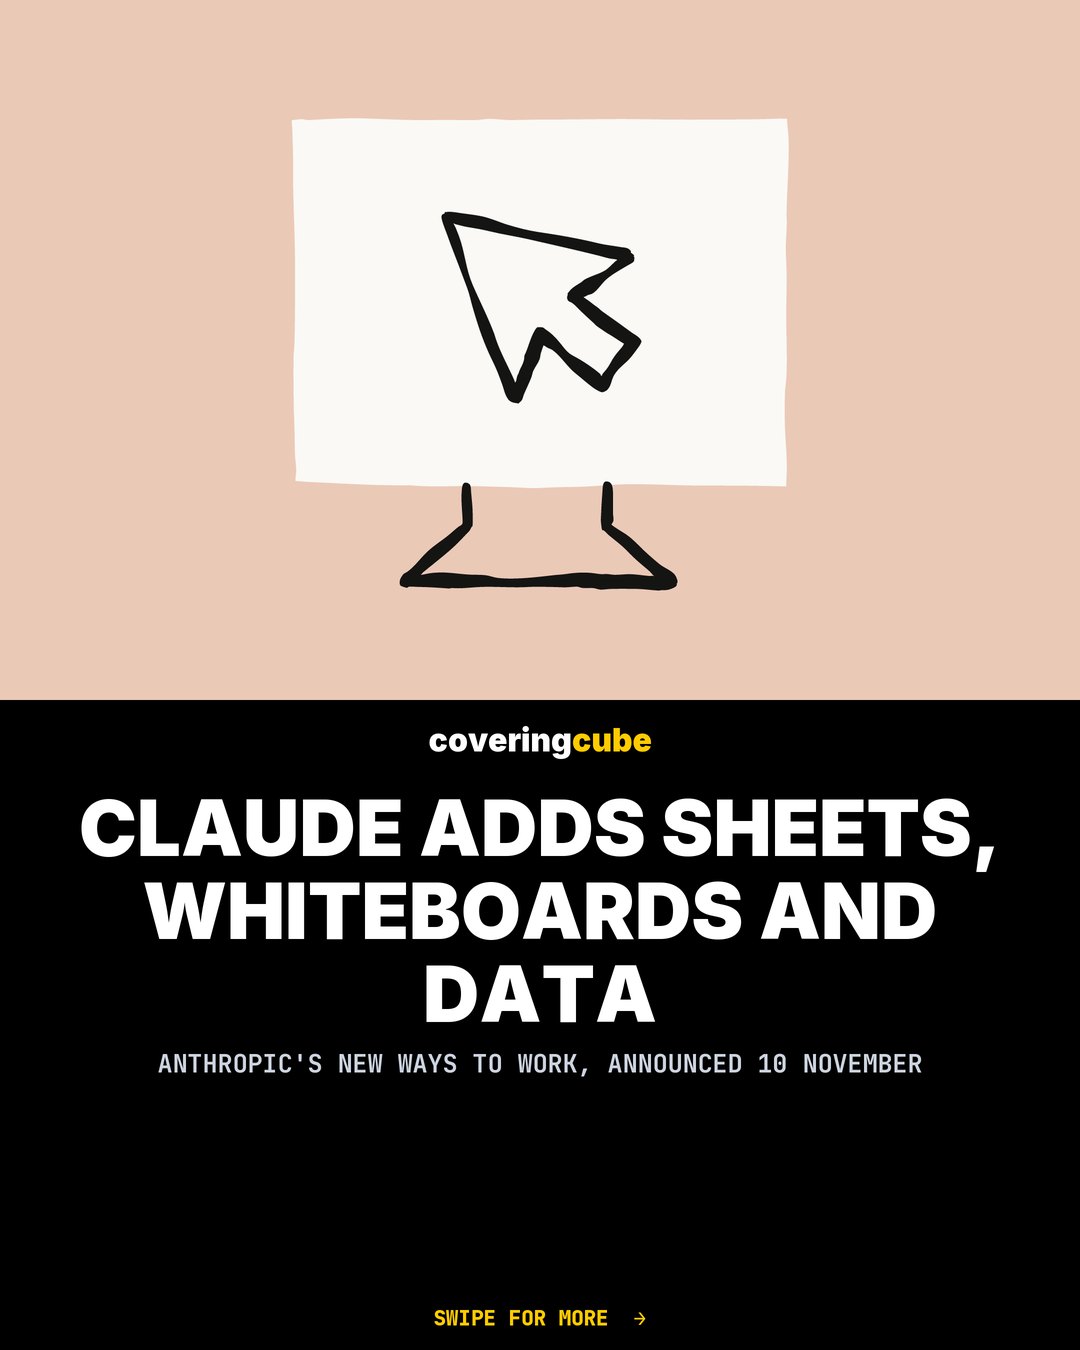 coveringcube
CLAUDE ADDS SHEETS,
WHITEBOARDS AND
DATA
ANTHROPIC'S NEW WAYS TO WORK, ANNOUNCED 10 NOVEMBER
SWIPE FOR MORE →